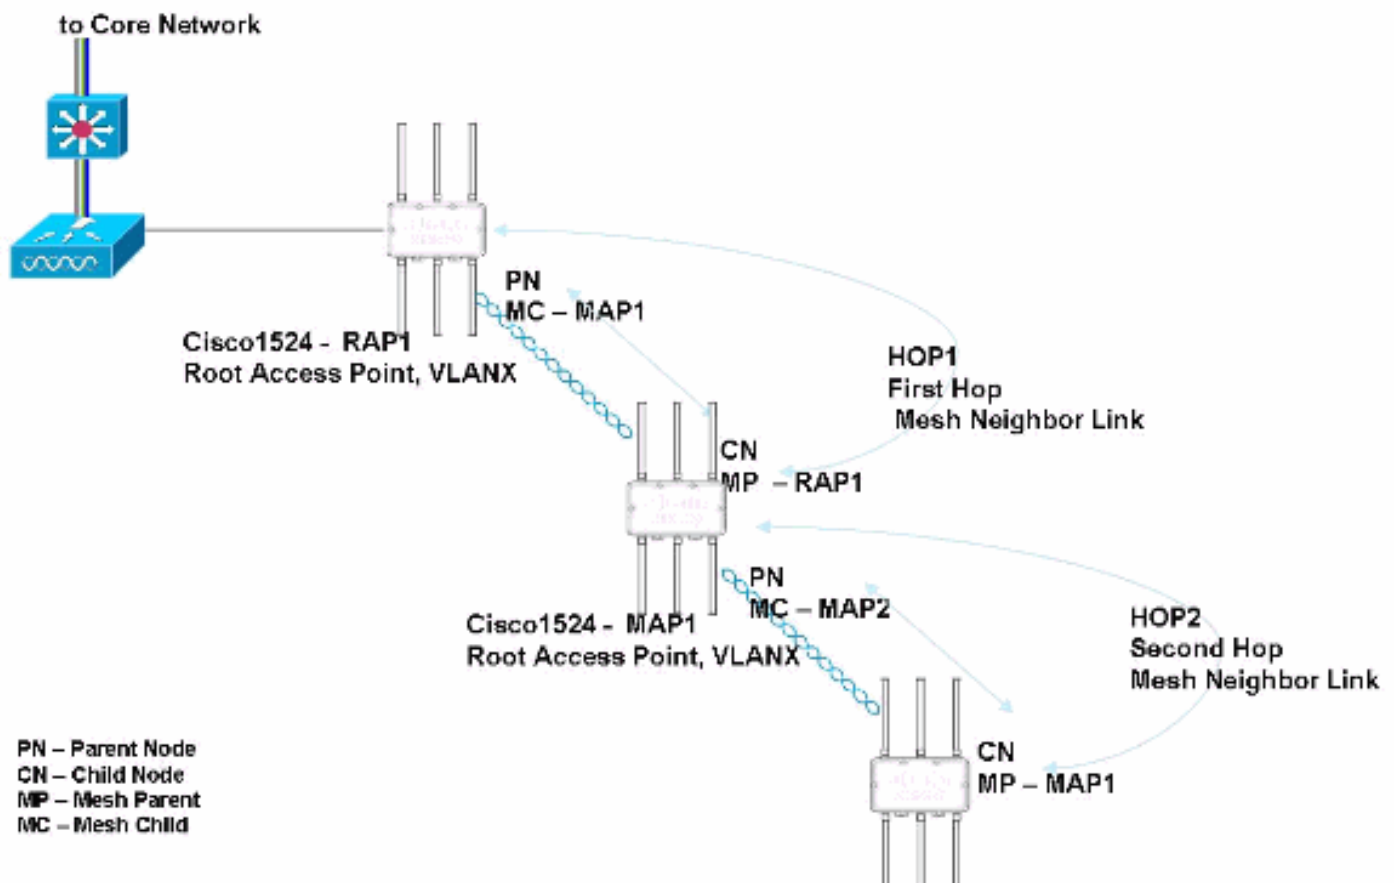 to Core Network
PN
MC – MAP1
Cisco1524 - RAP1
Root Access Point, VLANX
HOP1
First Hop
Mesh Neighbor Link
CN
MP – RAP1
PN
MC – MAP2
Cisco1524 - MAP1
Root Access Point, VLANX
HOP2
Second Hop
Mesh Neighbor Link
CN
MP – MAP1
PN – Parent Node
CN – Child Node
MP – Mesh Parent
MC – Mesh Child